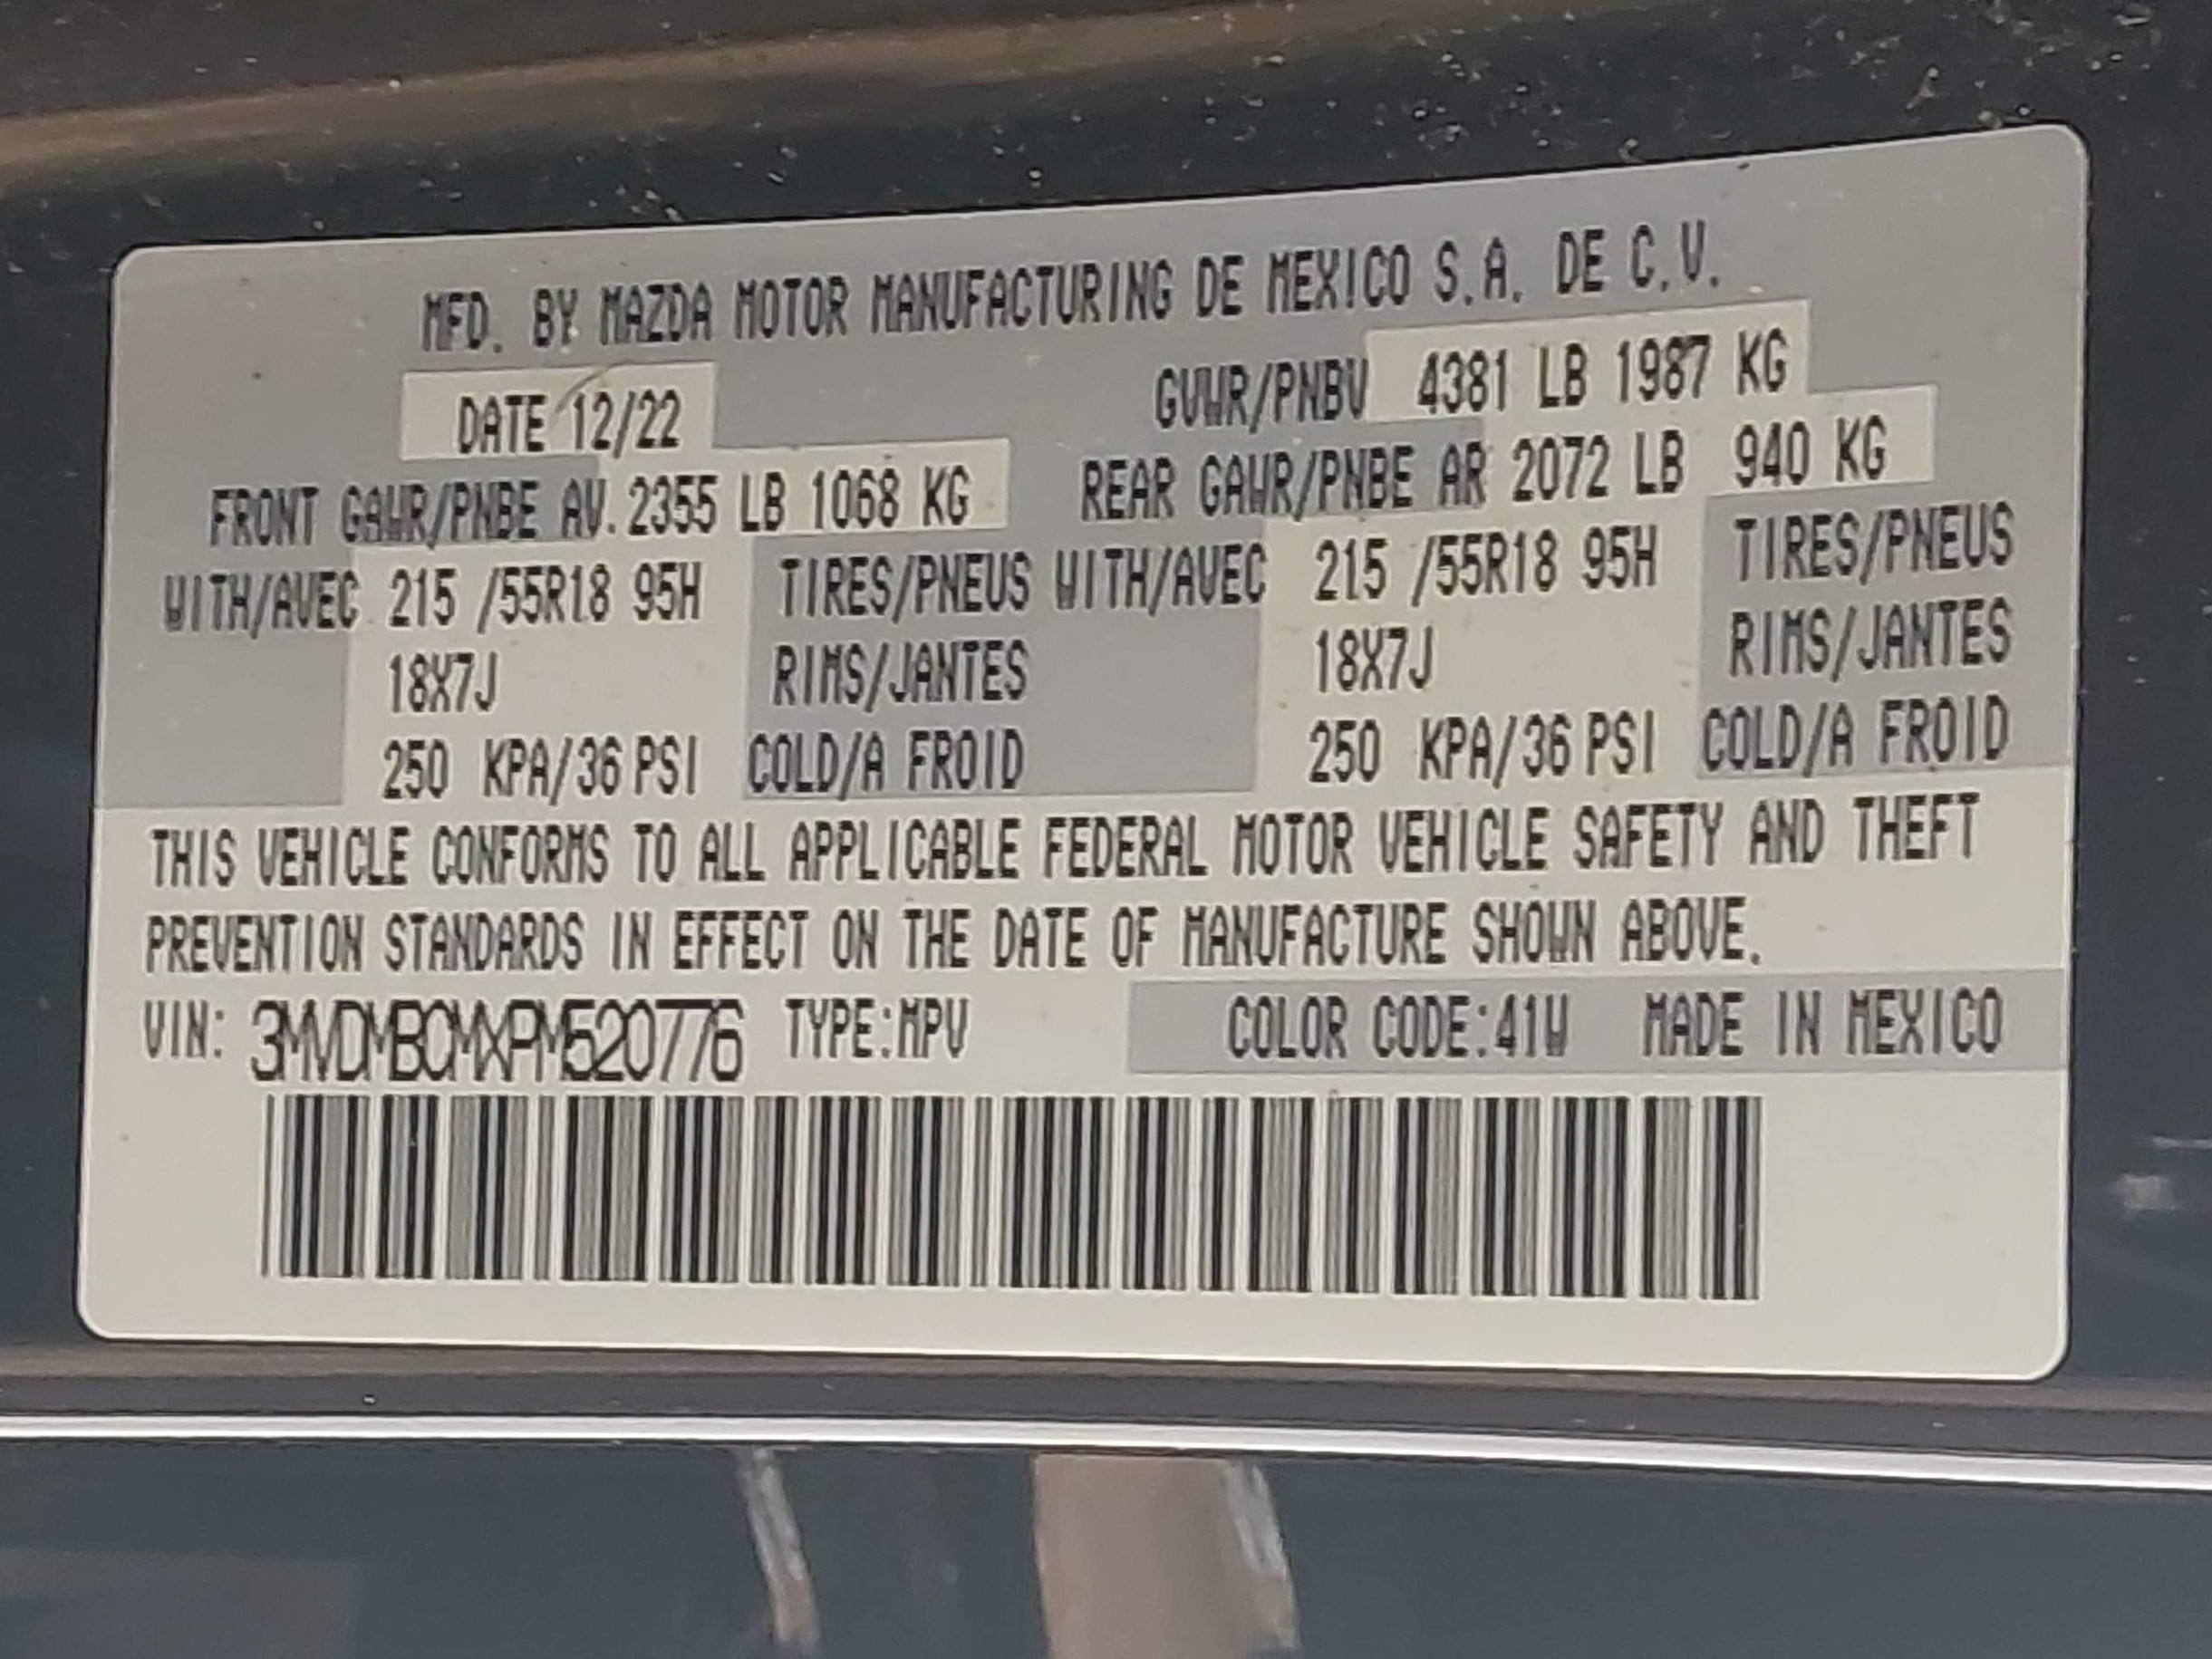 MFD. BY MAZDA MOTOR MANUFACTURING DE MEXICO S.A. DE C.V.
DATE 12/22 GVWR/PNBV 4381 LB 1987 KG
FRONT GAWR/PNBE AV. 2355 LB 1068 KG REAR GAWR/PNBE AR 2072 LB 940 KG
WITH/AVEC 215 /55R18 95H TIRES/PNEUS WITH/AVEC 215 /55R18 95H TIRES/PNEUS
18X7J RIMS/JANTES 18X7J RIMS/JANTES
250 KPA/36 PSI COLD/A FROID 250 KPA/36 PSI COLD/A FROID
THIS VEHICLE CONFORMS TO ALL APPLICABLE FEDERAL MOTOR VEHICLE SAFETY AND THEFT
PREVENTION STANDARDS IN EFFECT ON THE DATE OF MANUFACTURE SHOWN ABOVE.
VIN: 3MVDMBCMXPM520776 TYPE:MPV COLOR CODE:41W MADE IN MEXICO